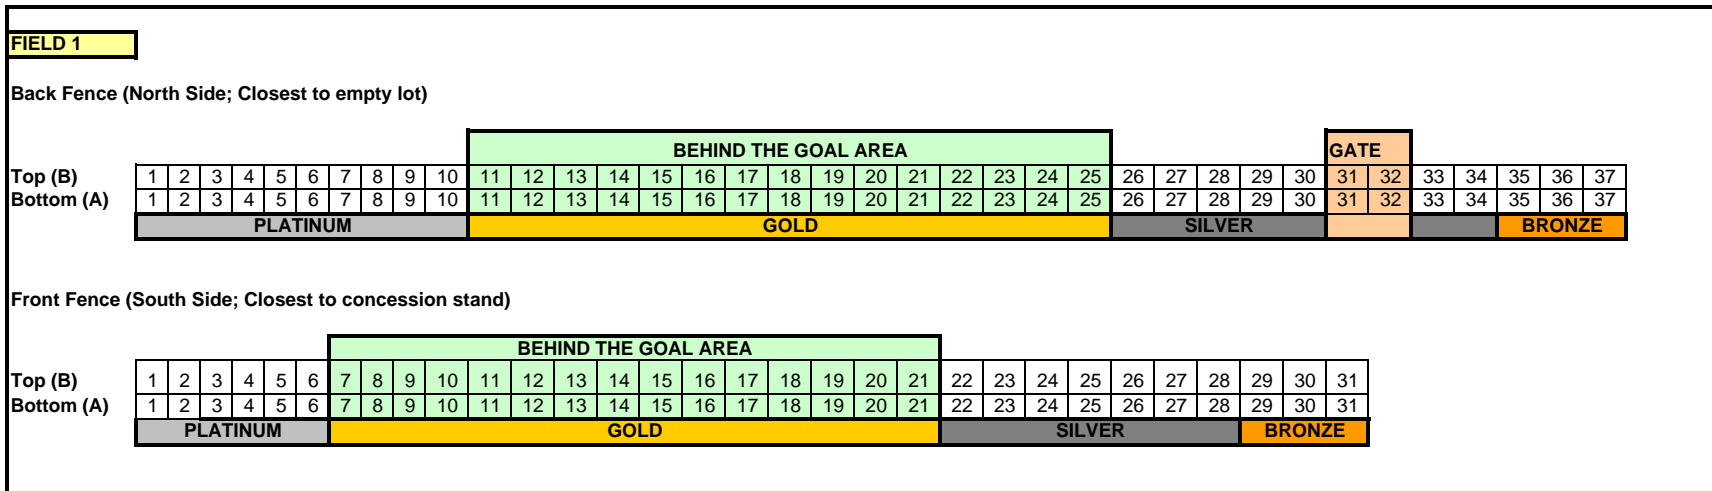 FIELD 1
Back Fence (North Side; Closest to empty lot)
BEHIND THE GOAL AREA GATE
Top (B) 1 2 3 4 5 6 7 8 9 10 11 12 13 14 15 16 17 18 19 20 21 22 23 24 25 26 27 28 29 30 31 32 33 34 35 36 37
Bottom (A) 1 2 3 4 5 6 7 8 9 10 11 12 13 14 15 16 17 18 19 20 21 22 23 24 25 26 27 28 29 30 31 32 33 34 35 36 37
PLATINUM GOLD SILVER BRONZE
Front Fence (South Side; Closest to concession stand)
BEHIND THE GOAL AREA
Top (B) 1 2 3 4 5 6 7 8 9 10 11 12 13 14 15 16 17 18 19 20 21 22 23 24 25 26 27 28 29 30 31
Bottom (A) 1 2 3 4 5 6 7 8 9 10 11 12 13 14 15 16 17 18 19 20 21 22 23 24 25 26 27 28 29 30 31
PLATINUM GOLD SILVER BRONZE